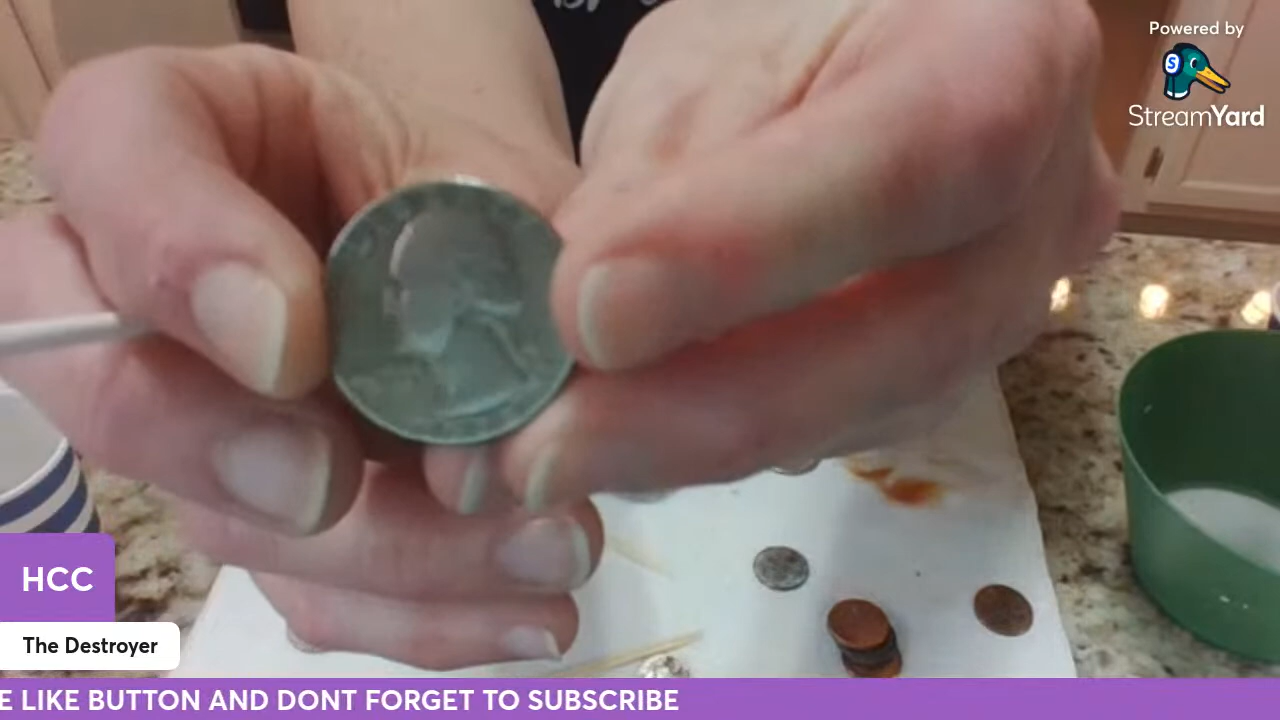 Powered by
S
StreamYard
HCC
The Destroyer
E LIKE BUTTON AND DONT FORGET TO SUBSCRIBE